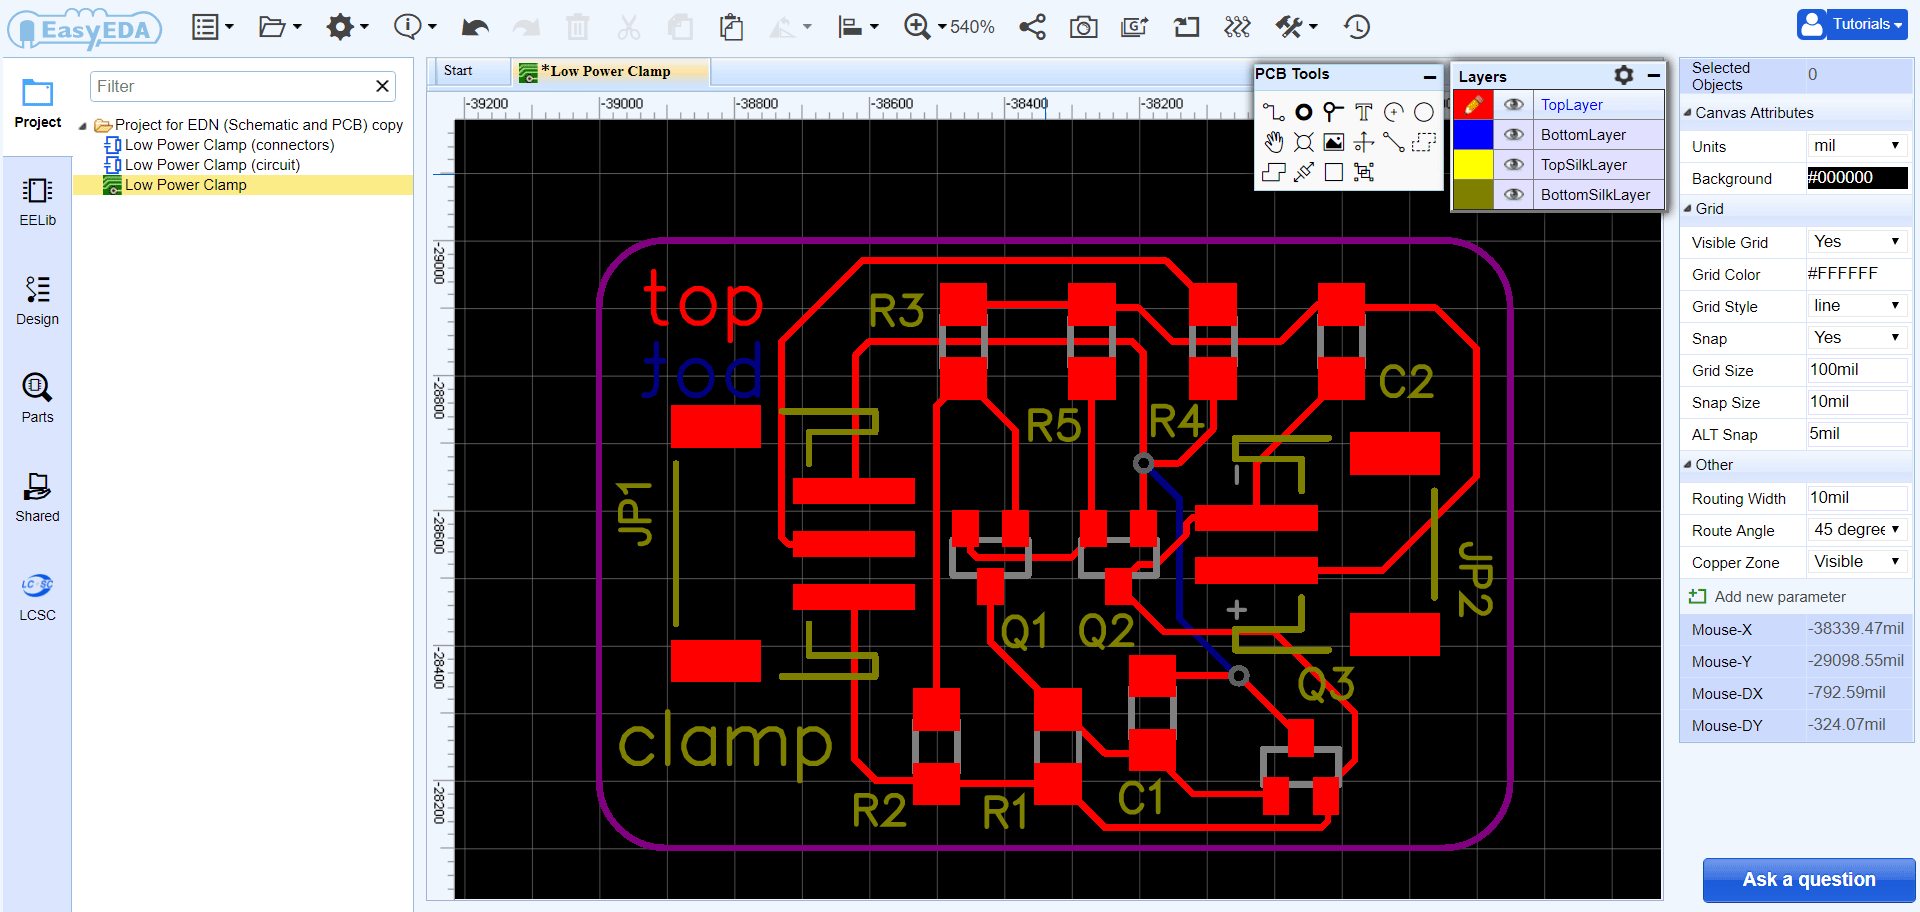 EasyEDA
540%
Tutorials
Project
EELib
Design
Parts
Shared
LCSC
LCSC
Filter
Project for EDN (Schematic and PCB) copy
Low Power Clamp (connectors)
Low Power Clamp (circuit)
Low Power Clamp
Start
*Low Power Clamp
-39200
-39000
-38800
-38600
-38400
-38200
-29000
-28800
-28600
-28400
-28200
PCB Tools
Layers
TopLayer
BottomLayer
TopSilkLayer
BottomSilkLayer
top
R3
C2
R5
R4
JP1
JP2
Q1
Q2
Q3
clamp
R2
R1
C1
Selected Objects 0
Canvas Attributes
Units mil
Background #000000
Grid
Visible Grid Yes
Grid Color #FFFFFF
Grid Style line
Snap Yes
Grid Size 100mil
Snap Size 10mil
ALT Snap 5mil
Other
Routing Width 10mil
Route Angle 45 degree
Copper Zone Visible
Add new parameter
Mouse-X -38339.47mil
Mouse-Y -29098.55mil
Mouse-DX -792.59mil
Mouse-DY -324.07mil
Ask a question